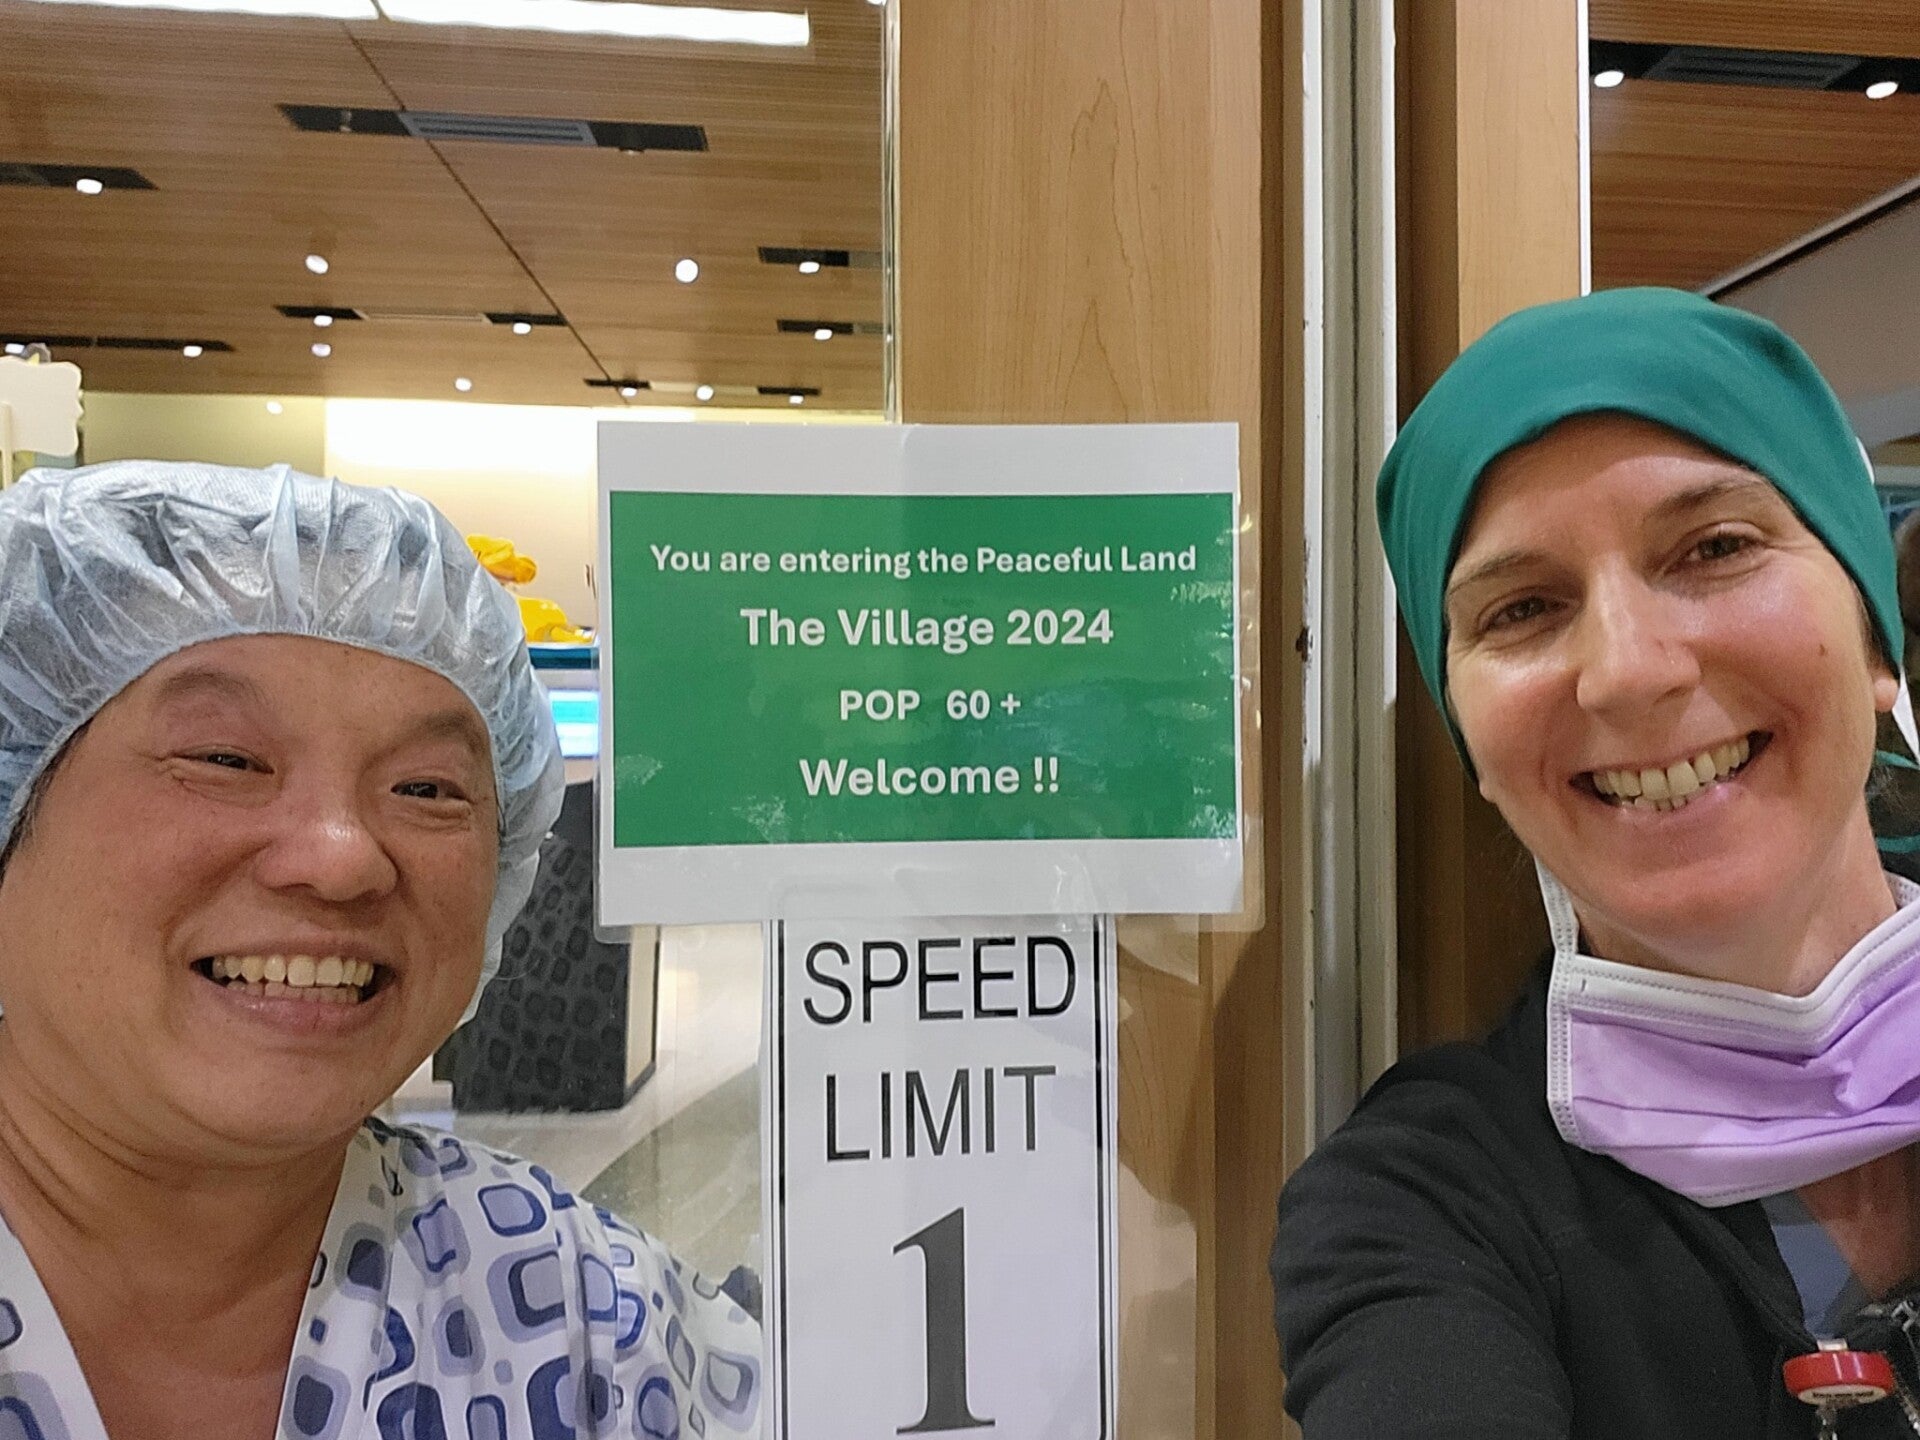 You are entering the Peaceful Land
The Village 2024
POP 60 +
Welcome !!
SPEED
LIMIT
1